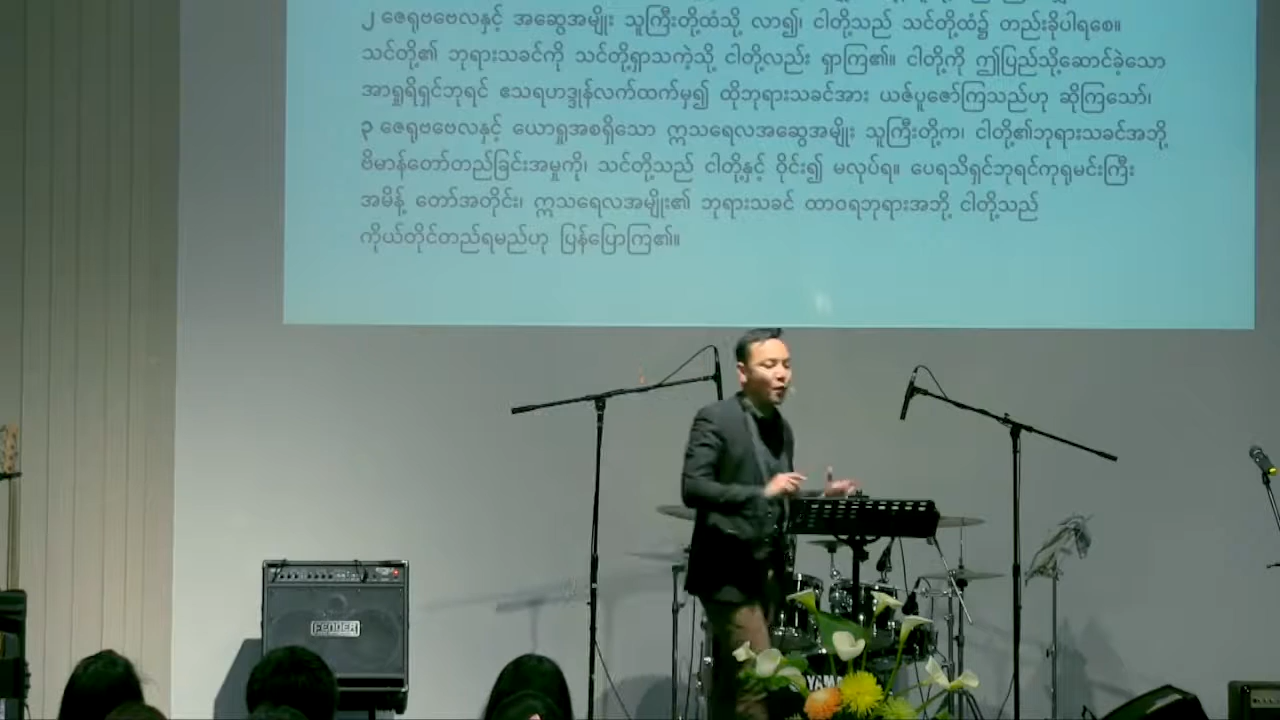 ၂ ဇေရုဗဗေလနှင့် အဆွေအမျိုး သူကြီးတို့ထံသို့ လာ၍၊ ငါတို့သည် သင်တို့ထံ၌ တည်းခိုပါရစေ။
သင်တို့၏ ဘုရားသခင်ကို သင်တို့ရှာသကဲ့သို့ ငါတို့လည်း ရှာကြ၏။ ငါတို့ကို ဤပြည်သို့ဆောင်ခဲ့သော
အာရှုရိရှင်ဘုရင် ဧသရဟဒ္ဒုန်လက်ထက်မှ၍ ထိုဘုရားသခင်အား ယဇ်ပူဇော်ကြသည်ဟု ဆိုကြသော်၊
၃ ဇေရုဗဗေလနှင့် ယောရှုအစရှိသော ဣသရေလအဆွေအမျိုး သူကြီးတို့က၊ ငါတို့၏ဘုရားသခင်အဘို့
ဗိမာန်တော်တည်ခြင်းအမှုကို၊ သင်တို့သည် ငါတို့နှင့် ဝိုင်း၍ မလုပ်ရ။ ပေရသိရှင်ဘုရင်ကုရုမင်းကြီး
အမိန့် တော်အတိုင်း၊ ဣသရေလအမျိုး၏ ဘုရားသခင် ထာဝရဘုရားအဘို့ ငါတို့သည်
ကိုယ်တိုင်တည်ရမည်ဟု ပြန်ပြောကြ၏။
FENDER